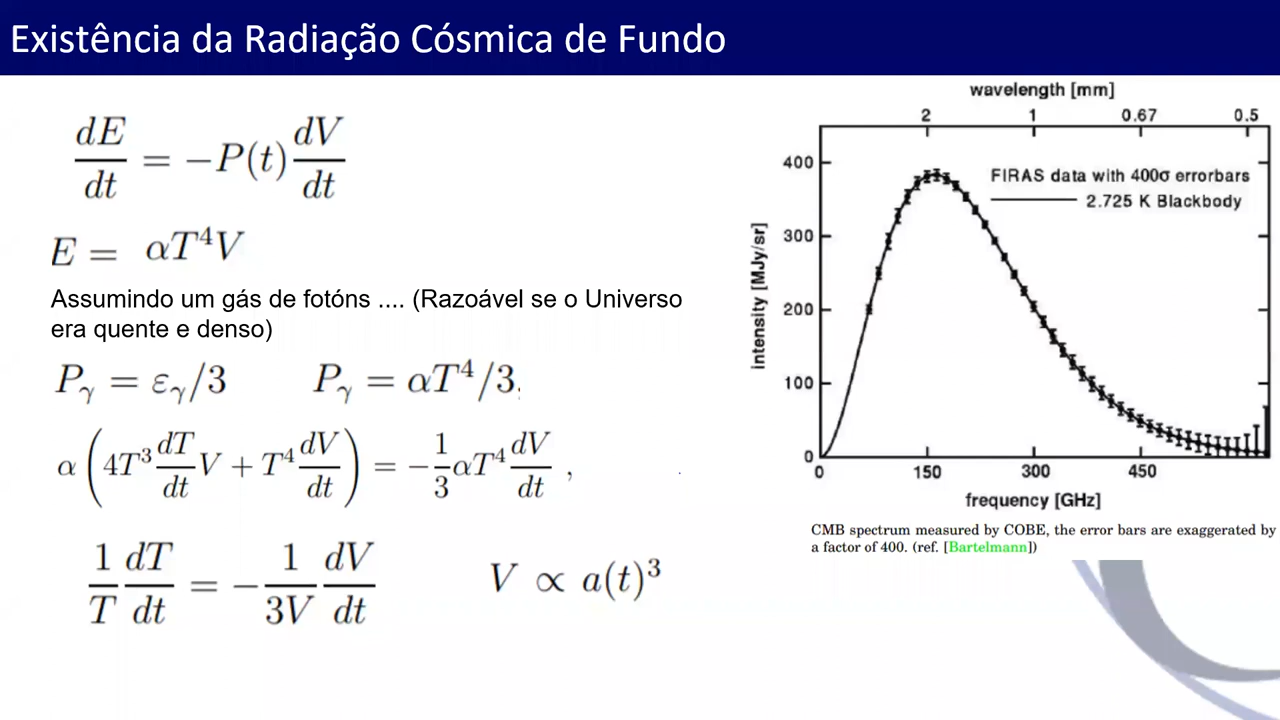 Existência da Radiação Cósmica de Fundo
dE/dt = −P(t) dV/dt
E = αT⁴V
Assumindo um gás de fotóns .... (Razoável se o Universo
era quente e denso)
Pγ = εγ/3 Pγ = αT⁴/3.
α (4T³ dT/dt V + T⁴ dV/dt) = −1/3 αT⁴ dV/dt ,
1/T dT/dt = −1/3V dV/dt V ∝ a(t)³
wavelength [mm]
2 1 0.67 0.5
400
300
200
100
0
intensity [MJy/sr]
FIRAS data with 400σ errorbars
2.725 K Blackbody
0 150 300 450
frequency [GHz]
CMB spectrum measured by COBE, the error bars are exaggerated by
a factor of 400. (ref. [Bartelmann])